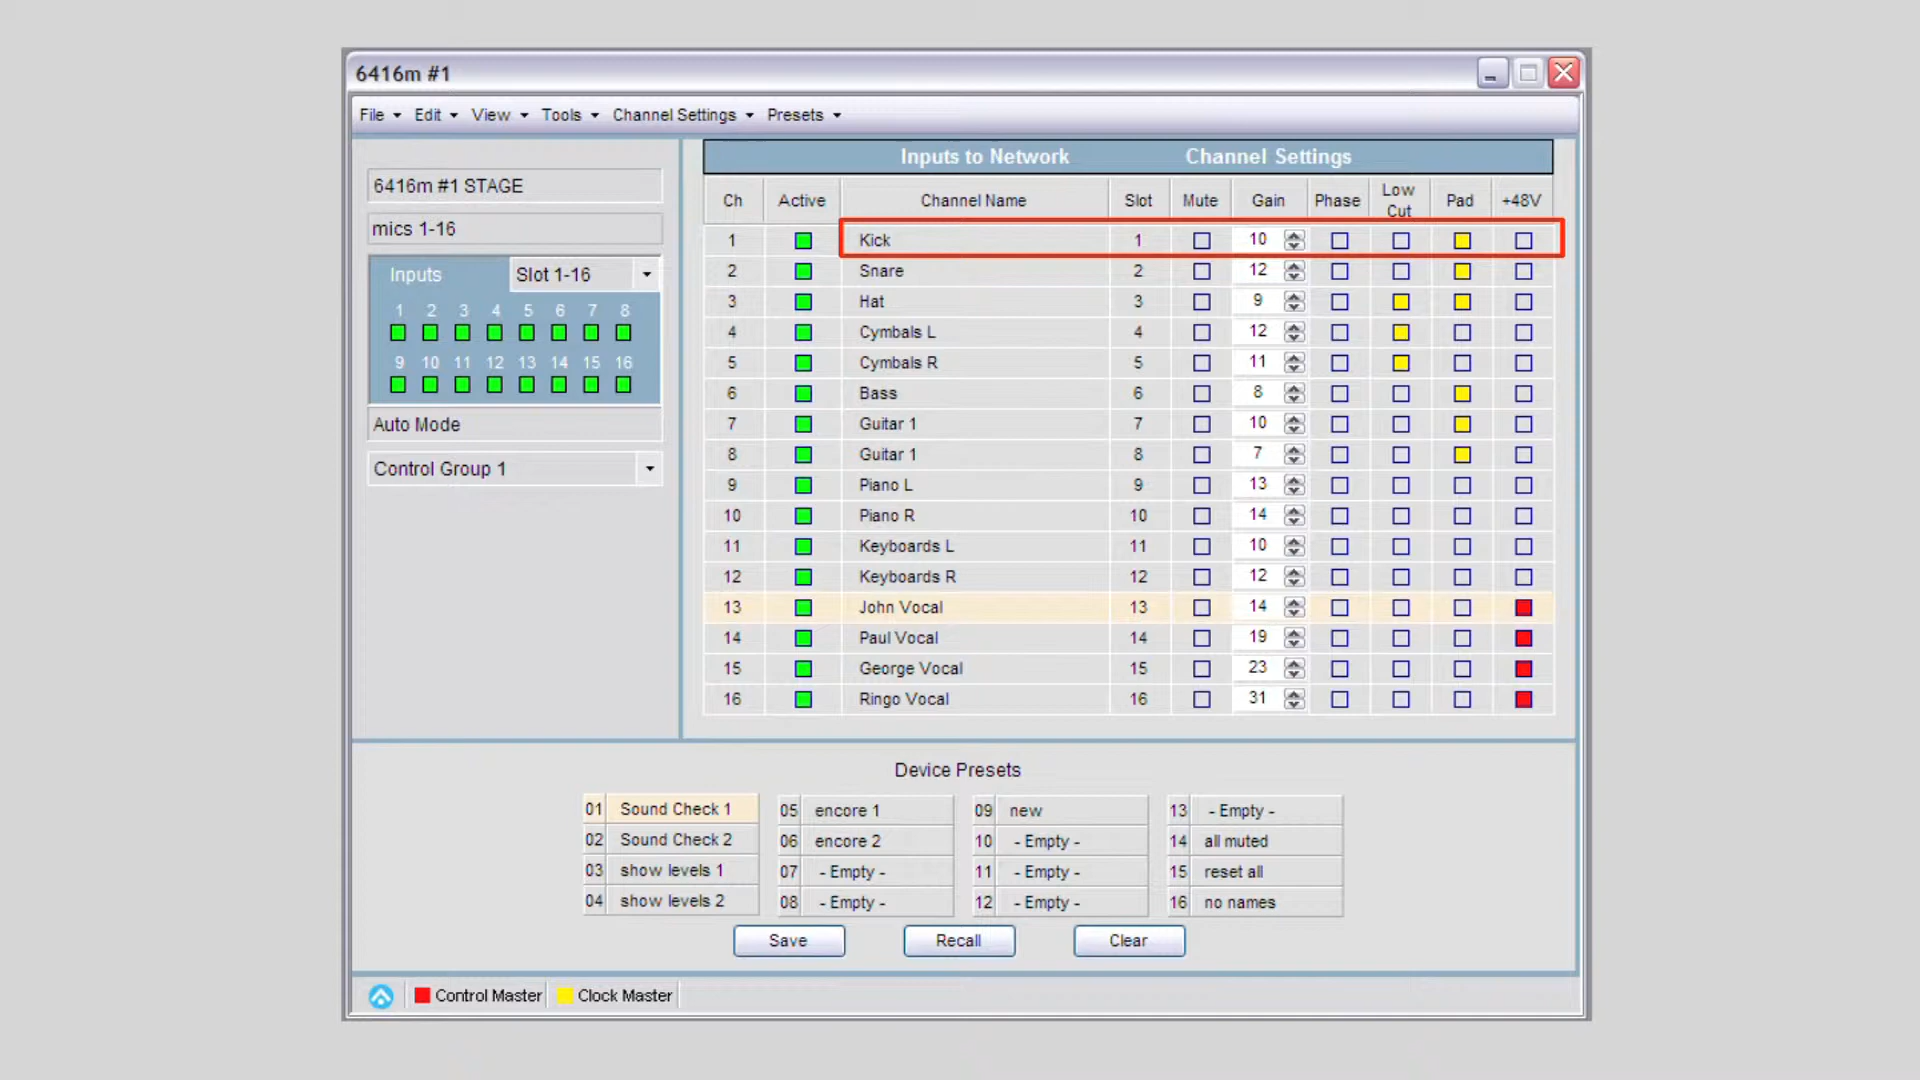 6416m #1
File Edit View Tools Channel Settings Presets
6416m #1 STAGE
mics 1-16
Inputs Slot 1-16
1 2 3 4 5 6 7 8
9 10 11 12 13 14 15 16
Auto Mode
Control Group 1
Inputs to Network Channel Settings
Ch Active Channel Name Slot Mute Gain Phase Low Cut Pad +48V
1 Kick 1 10
2 Snare 2 12
3 Hat 3 9
4 Cymbals L 4 12
5 Cymbals R 5 11
6 Bass 6 8
7 Guitar 1 7 10
8 Guitar 1 8 7
9 Piano L 9 13
10 Piano R 10 14
11 Keyboards L 11 10
12 Keyboards R 12 12
13 John Vocal 13 14
14 Paul Vocal 14 19
15 George Vocal 15 23
16 Ringo Vocal 16 31
Device Presets
01 Sound Check 1 05 encore 1 09 new 13 - Empty -
02 Sound Check 2 06 encore 2 10 - Empty - 14 all muted
03 show levels 1 07 - Empty - 11 - Empty - 15 reset all
04 show levels 2 08 - Empty - 12 - Empty - 16 no names
Save Recall Clear
Control Master Clock Master